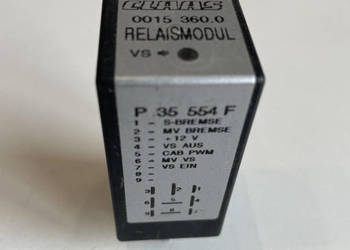 CLAAS
0015 360.0
RELAISMODUL
VS
P 35 554 F
1 - S-BREMSE
2 - MV BREMSE
3 - +12 V
4 - VS AUS
5 - CAB PWM
6 - MV VS
7 - VS EIN
8 -
9 -